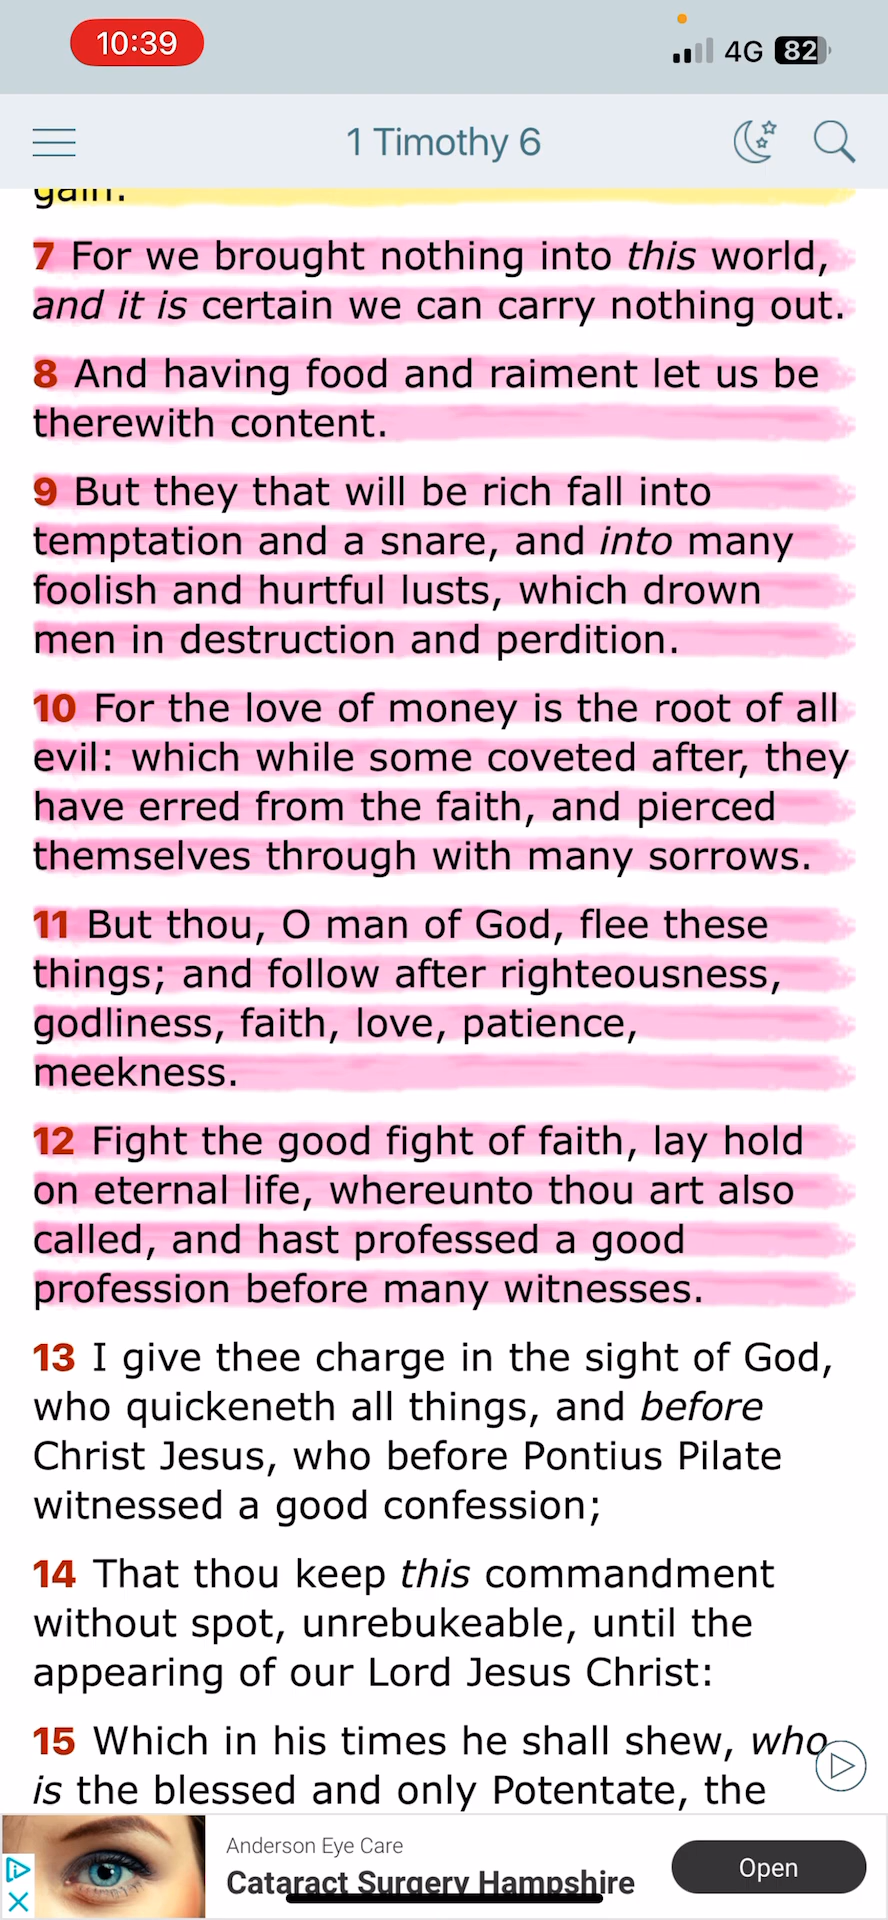 10:39
4G 82
1 Timothy 6
gain.
7 For we brought nothing into this world,
and it is certain we can carry nothing out.
8 And having food and raiment let us be
therewith content.
9 But they that will be rich fall into
temptation and a snare, and into many
foolish and hurtful lusts, which drown
men in destruction and perdition.
10 For the love of money is the root of all
evil: which while some coveted after, they
have erred from the faith, and pierced
themselves through with many sorrows.
11 But thou, O man of God, flee these
things; and follow after righteousness,
godliness, faith, love, patience,
meekness.
12 Fight the good fight of faith, lay hold
on eternal life, whereunto thou art also
called, and hast professed a good
profession before many witnesses.
13 I give thee charge in the sight of God,
who quickeneth all things, and before
Christ Jesus, who before Pontius Pilate
witnessed a good confession;
14 That thou keep this commandment
without spot, unrebukeable, until the
appearing of our Lord Jesus Christ:
15 Which in his times he shall shew, who
is the blessed and only Potentate, the
Anderson Eye Care
Cataract Surgery Hampshire
Open